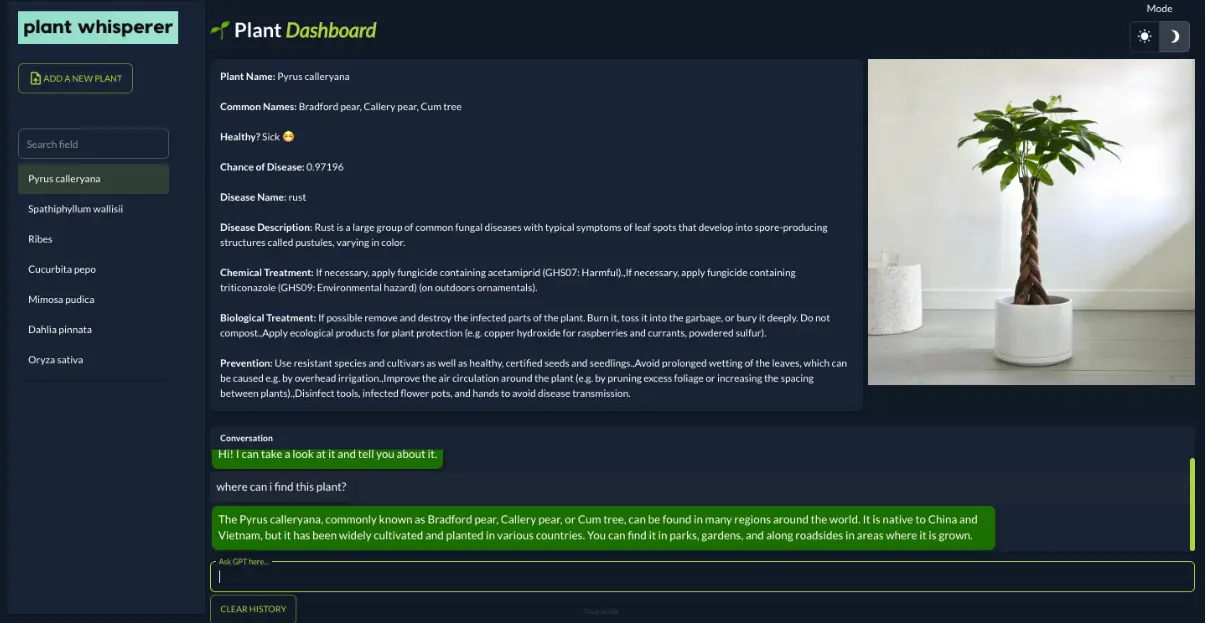 plant whisperer
ADD A NEW PLANT
Search field
Pyrus calleryana
Spathiphyllum wallisii
Ribes
Cucurbita pepo
Mimosa pudica
Dahlia pinnata
Oryza sativa
Plant Dashboard
Mode
Plant Name: Pyrus calleryana
Common Names: Bradford pear, Callery pear, Cum tree
Healthy? Sick 😷
Chance of Disease: 0.97196
Disease Name: rust
Disease Description: Rust is a large group of common fungal diseases with typical symptoms of leaf spots that develop into spore-producing
structures called pustules, varying in color.
Chemical Treatment: If necessary, apply fungicide containing acetamiprid (GHS07: Harmful).,If necessary, apply fungicide containing
triticonazole (GHS09: Environmental hazard) (on outdoors ornamentals).
Biological Treatment: If possible remove and destroy the infected parts of the plant. Burn it, toss it into the garbage, or bury it deeply. Do not
compost.,Apply ecological products for plant protection (e.g. copper hydroxide for raspberries and currants, powdered sulfur).
Prevention: Use resistant species and cultivars as well as healthy, certified seeds and seedlings.,Avoid prolonged wetting of the leaves, which can
be caused e.g. by overhead irrigation.,Improve the air circulation around the plant (e.g. by pruning excess foliage or increasing the spacing
between plants).,Disinfect tools, infected flower pots, and hands to avoid disease transmission.
Conversation
Hi! I can take a look at it and tell you about it.
where can i find this plant?
The Pyrus calleryana, commonly known as Bradford pear, Callery pear, or Cum tree, can be found in many regions around the world. It is native to China and
Vietnam, but it has been widely cultivated and planted in various countries. You can find it in parks, gardens, and along roadsides in areas where it is grown.
Ask GPT here...
CLEAR HISTORY